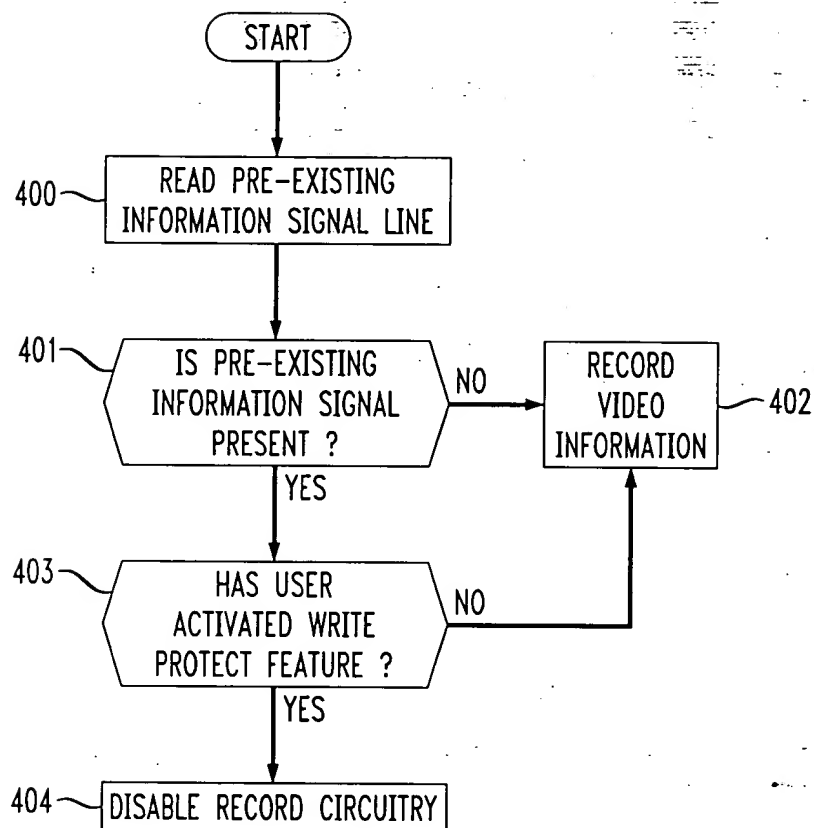 START
400
READ PRE-EXISTING
INFORMATION SIGNAL LINE
401
IS PRE-EXISTING
INFORMATION SIGNAL
PRESENT ?
NO
RECORD
VIDEO
INFORMATION
402
YES
403
HAS USER
ACTIVATED WRITE
PROTECT FEATURE ?
NO
YES
404
DISABLE RECORD CIRCUITRY